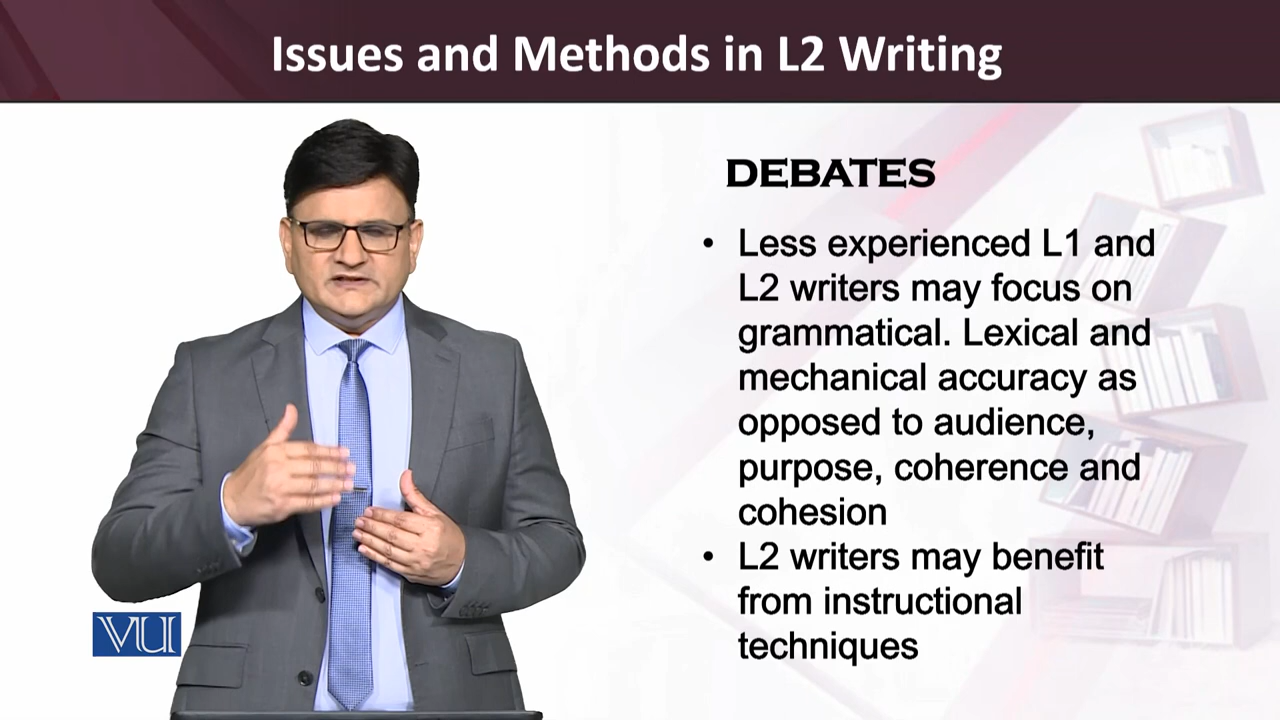 Issues and Methods in L2 Writing
DEBATES
• Less experienced L1 and
L2 writers may focus on
grammatical. Lexical and
mechanical accuracy as
opposed to audience,
purpose, coherence and
cohesion
• L2 writers may benefit
from instructional
techniques
VU